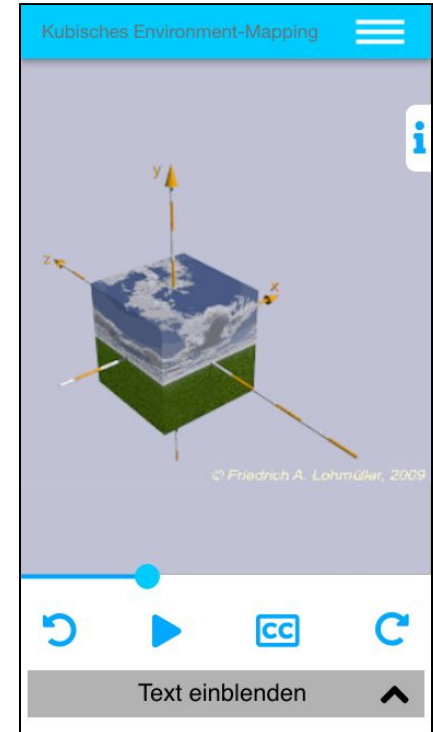 Kubisches Environment-Mapping
i
y
z
x
© Friedrich A. Lohmüller, 2009
CC
Text einblenden